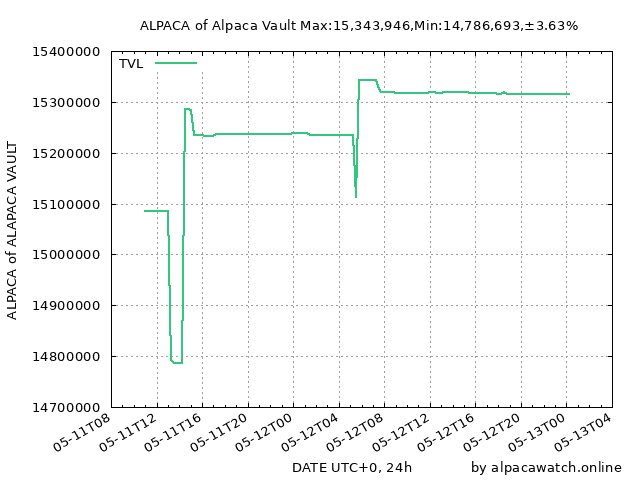 ALPACA of Alpaca Vault Max:15,343,946,Min:14,786,693,±3.63%
TVL
15400000
15300000
15200000
15100000
15000000
14900000
14800000
14700000
ALPACA of ALAPACA VAULT
05-11T08
05-11T12
05-11T16
05-11T20
05-12T00
05-12T04
05-12T08
05-12T12
05-12T16
05-12T20
05-13T00
05-13T04
DATE UTC+0, 24h
by alpacawatch.online